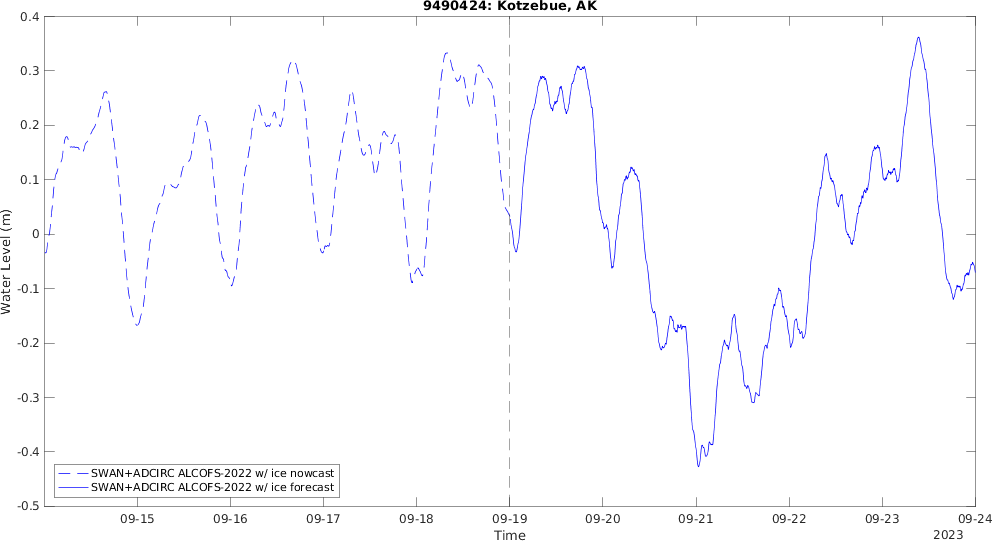 9490424: Kotzebue, AK
0.4
0.3
0.2
0.1
0
-0.1
-0.2
-0.3
-0.4
-0.5
Water Level (m)
SWAN+ADCIRC ALCOFS-2022 w/ ice nowcast
SWAN+ADCIRC ALCOFS-2022 w/ ice forecast
09-15 09-16 09-17 09-18 09-19 09-20 09-21 09-22 09-23 09-24
Time
2023